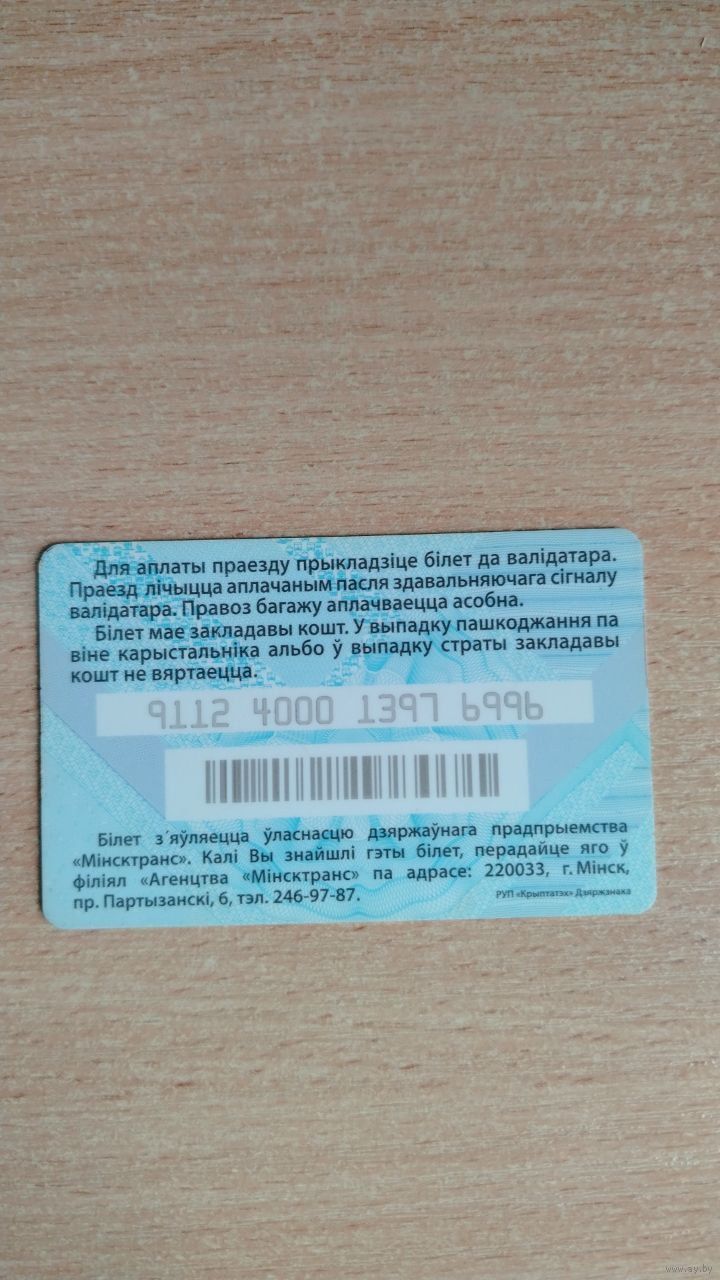 Для аплаты праезду прыкладзіце білет да валідатара.
Праезд лічыцца аплачаным пасля здавальняючага сігналу
валідатара. Правоз багажу аплачваецца асобна.
Білет мае закладавы кошт. У выпадку пашкоджання па
віне карыстальніка альбо ў выпадку страты закладавы
кошт не вяртаецца.
9112 4000 1397 6996
Білет з´яўляецца ўласнасцю дзяржаўнага прадпрыемства
«Мінсктранс». Калі Вы знайшлі гэты білет, перадайце яго ў
філіял «Агенцтва «Мінсктранс» па адрасе: 220033, г. Мінск,
пр. Партызанскі, 6, тэл. 246-97-87.
РУП «Крыптатэх» Дзяржзнака
www.ay.by